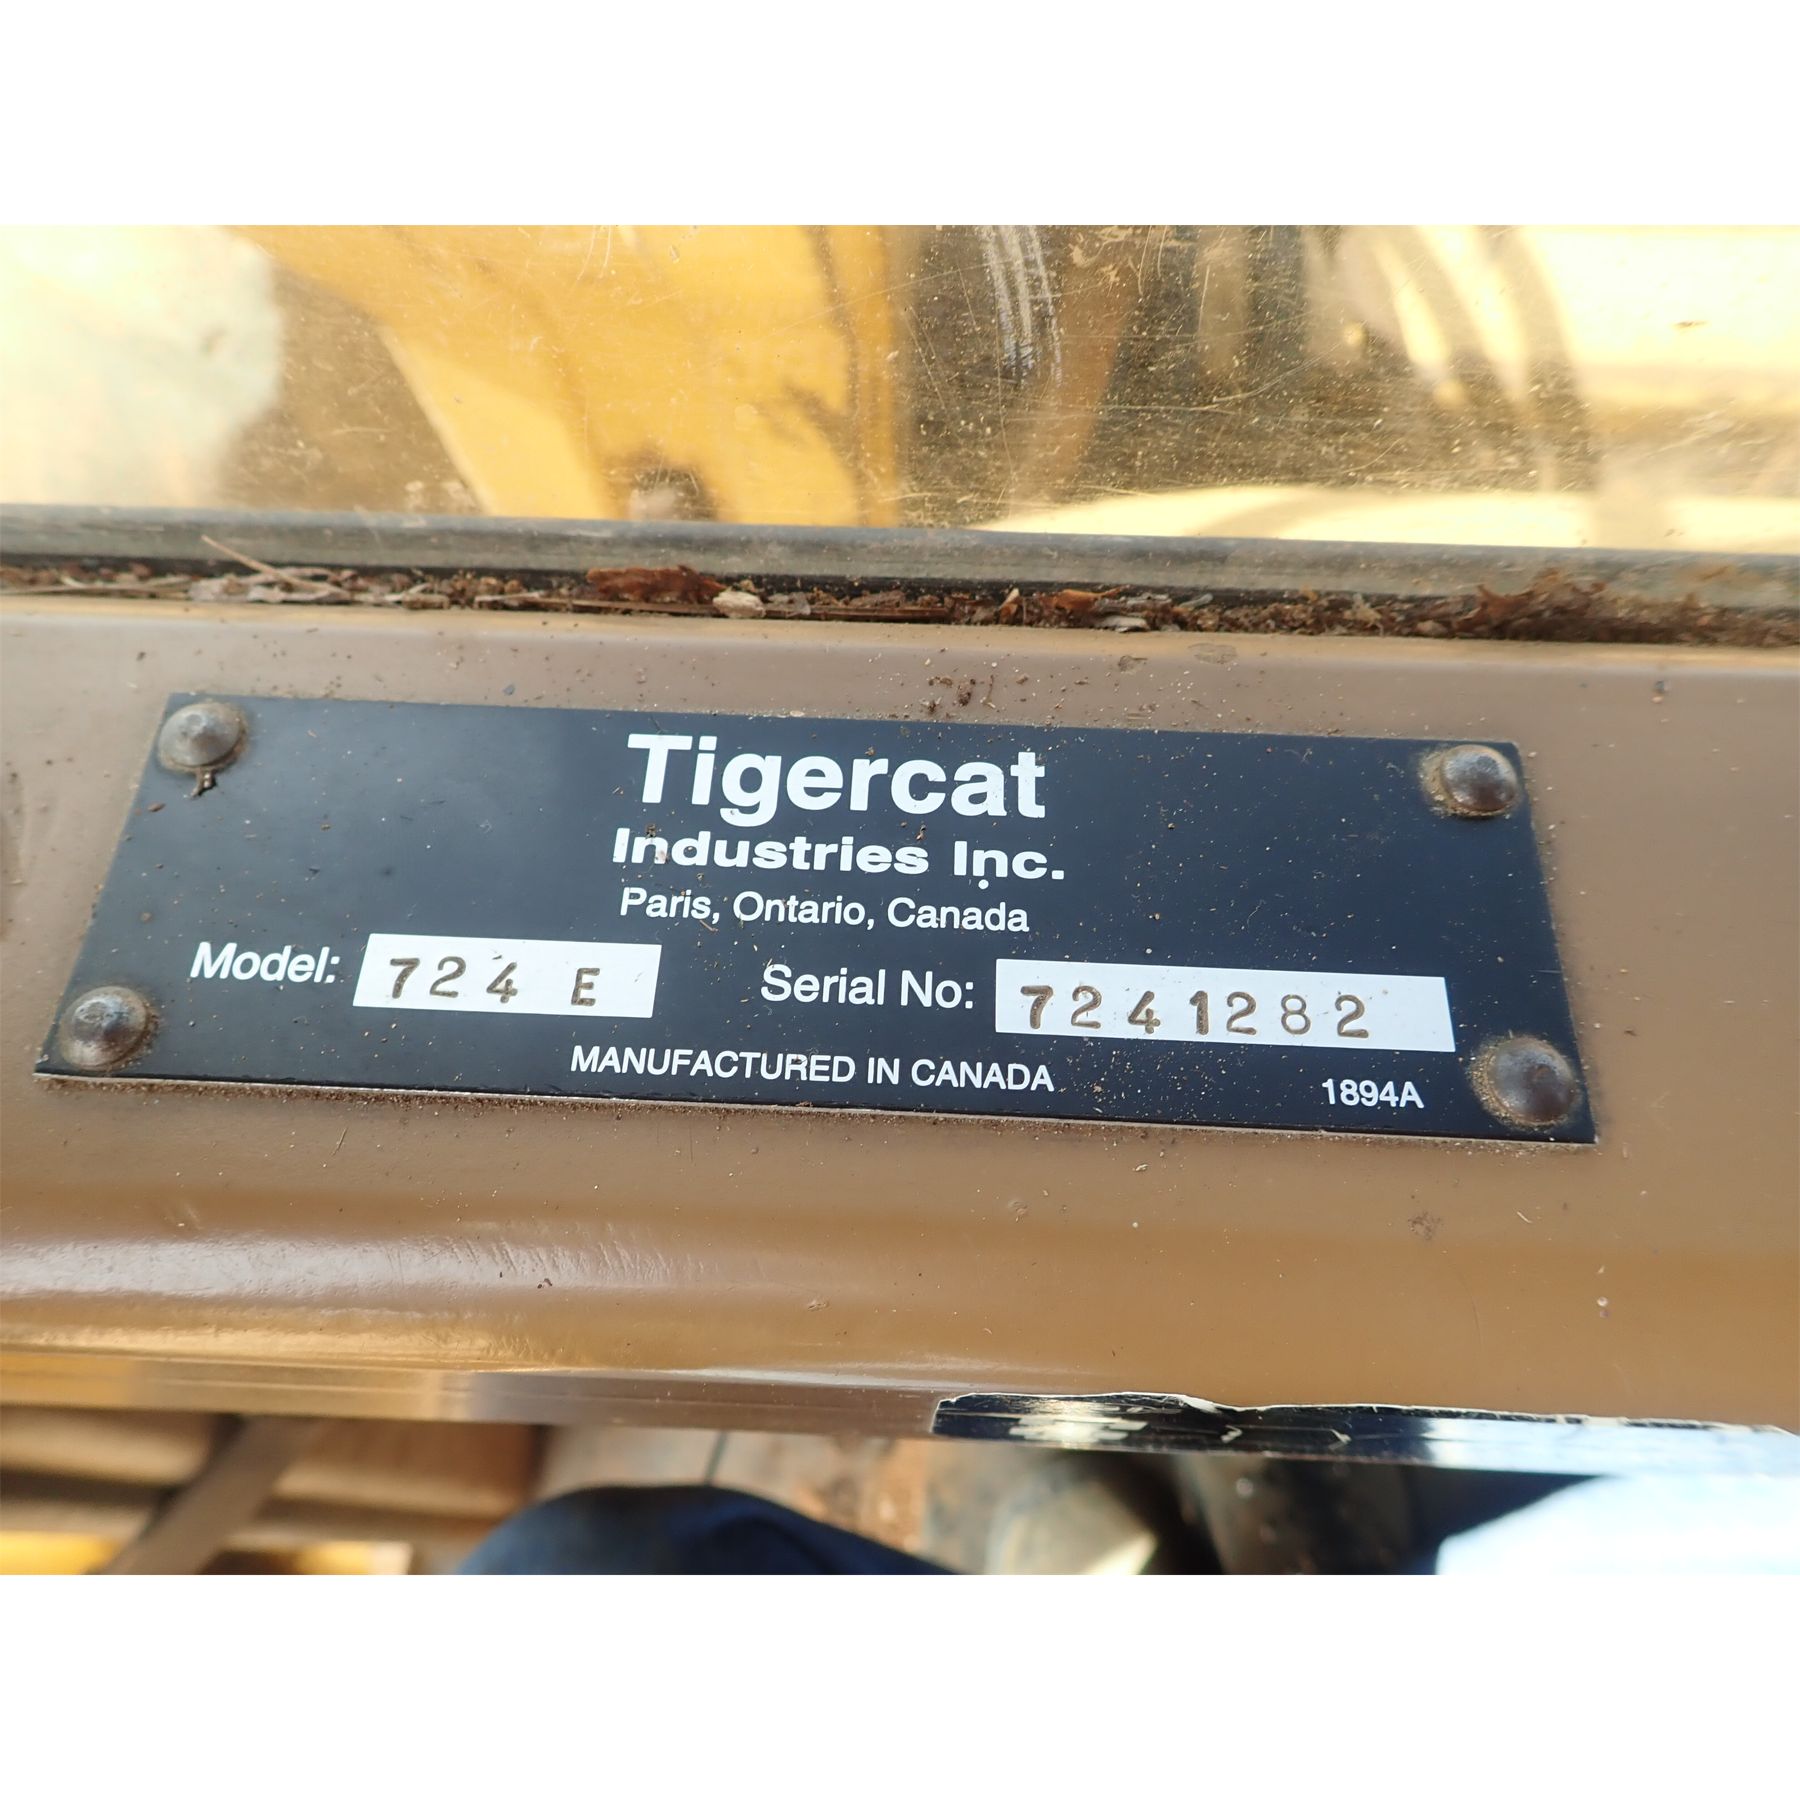 Tigercat
Industries Inc.
Paris, Ontario, Canada
Model: 724 E Serial No: 7241282
MANUFACTURED IN CANADA 1894A